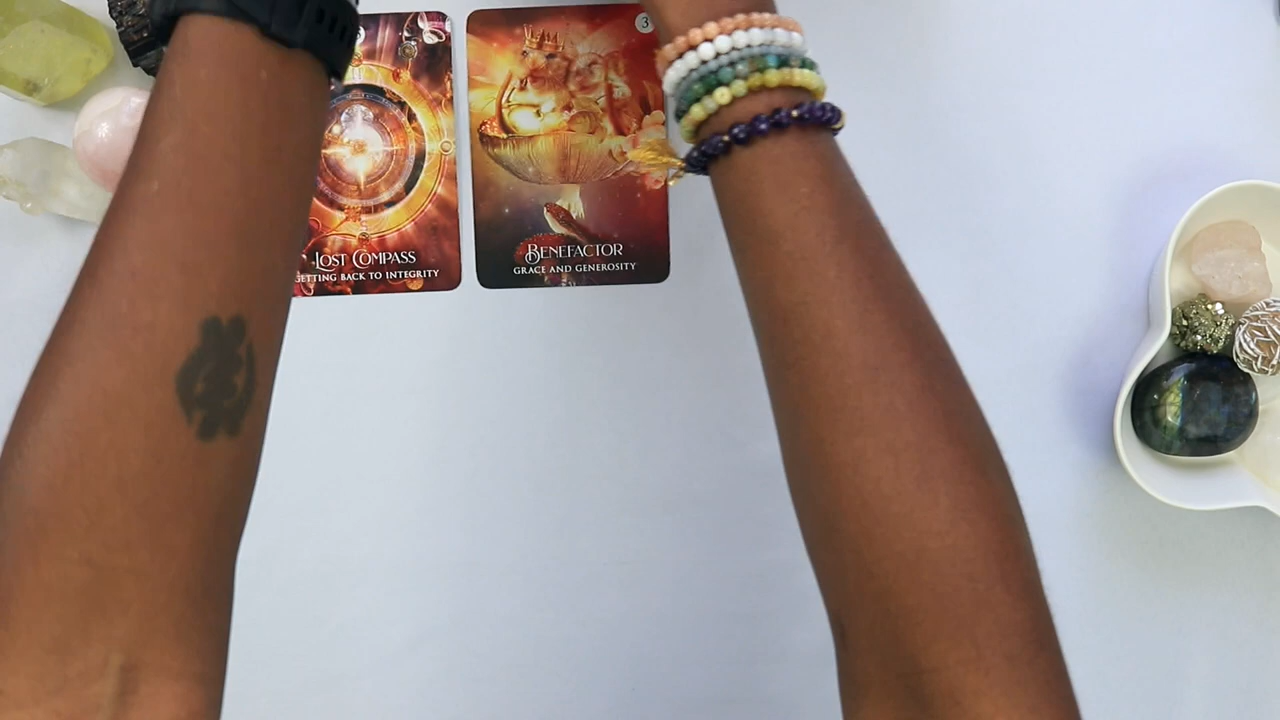 LOST COMPASS
GETTING BACK TO INTEGRITY
3
BENEFACTOR
GRACE AND GENEROSITY